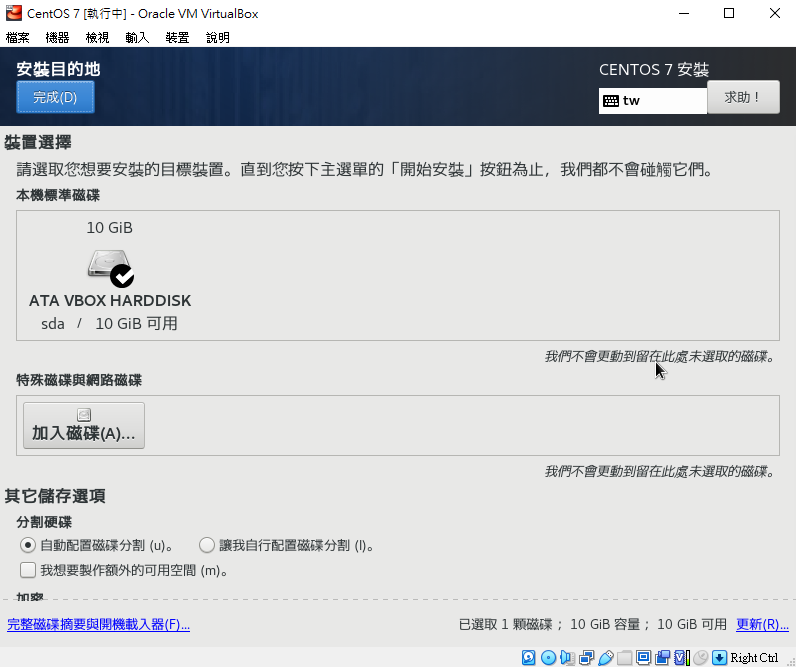 CentOS 7 [執行中] - Oracle VM VirtualBox
檔案 機器 檢視 輸入 裝置 說明
安裝目的地
CENTOS 7 安裝
完成(D)
tw
求助！
裝置選擇
請選取您想要安裝的目標裝置。直到您按下主選單的「開始安裝」按鈕為止，我們都不會碰觸它們。
本機標準磁碟
10 GiB
ATA VBOX HARDDISK
sda / 10 GiB 可用
我們不會更動到留在此處未選取的磁碟。
特殊磁碟與網路磁碟
加入磁碟(A)...
我們不會更動到留在此處未選取的磁碟。
其它儲存選項
分割硬碟
自動配置磁碟分割 (u)。 讓我自行配置磁碟分割 (I)。
我想要製作額外的可用空間 (m)。
加密
完整磁碟摘要與開機載入器(F)...
已選取 1 顆磁碟； 10 GiB 容量； 10 GiB 可用 更新(R)...
Right Ctrl